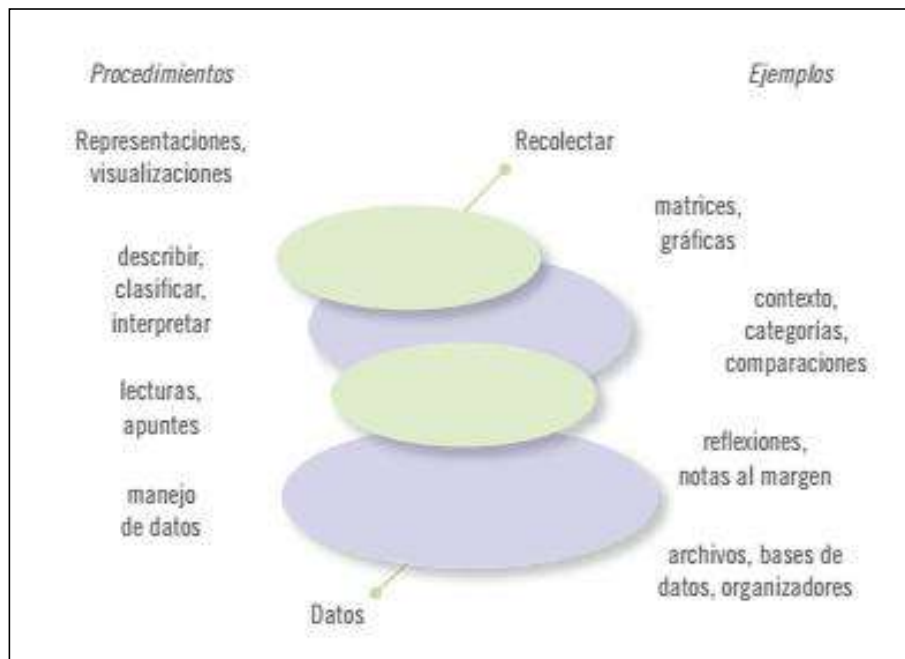 Procedimientos
Ejemplos
Representaciones,
visualizaciones
Recolectar
matrices,
gráficas
describir,
clasificar,
interpretar
contexto,
categorías,
comparaciones
lecturas,
apuntes
reflexiones,
notas al margen
manejo
de datos
archivos, bases de
datos, organizadores
Datos